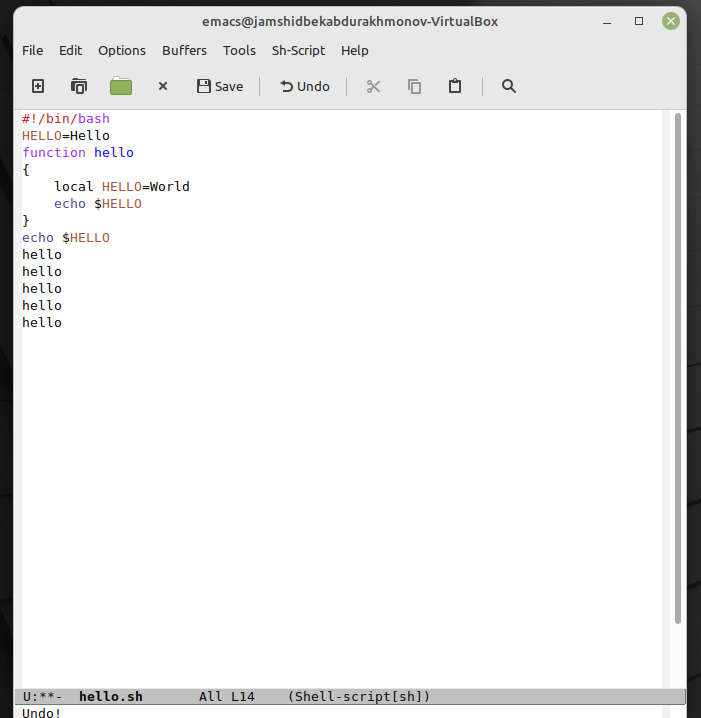 emacs@jamshidbekabdurakhmonov-VirtualBox
File Edit Options Buffers Tools Sh-Script Help
Save Undo
#!/bin/bash
HELLO=Hello
function hello
{
    local HELLO=World
    echo $HELLO
}
echo $HELLO
hello
hello
hello
hello
hello
U:**-  hello.sh       All L14    (Shell-script[sh])
Undo!